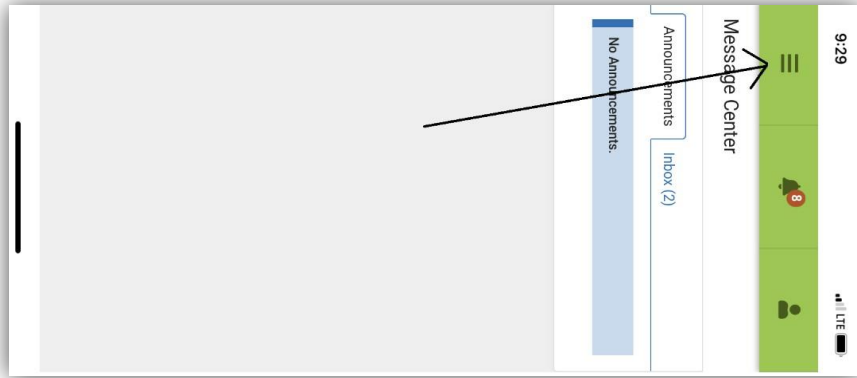 9:29
LTE
8
Message Center
Announcements Inbox (2)
No Announcements.